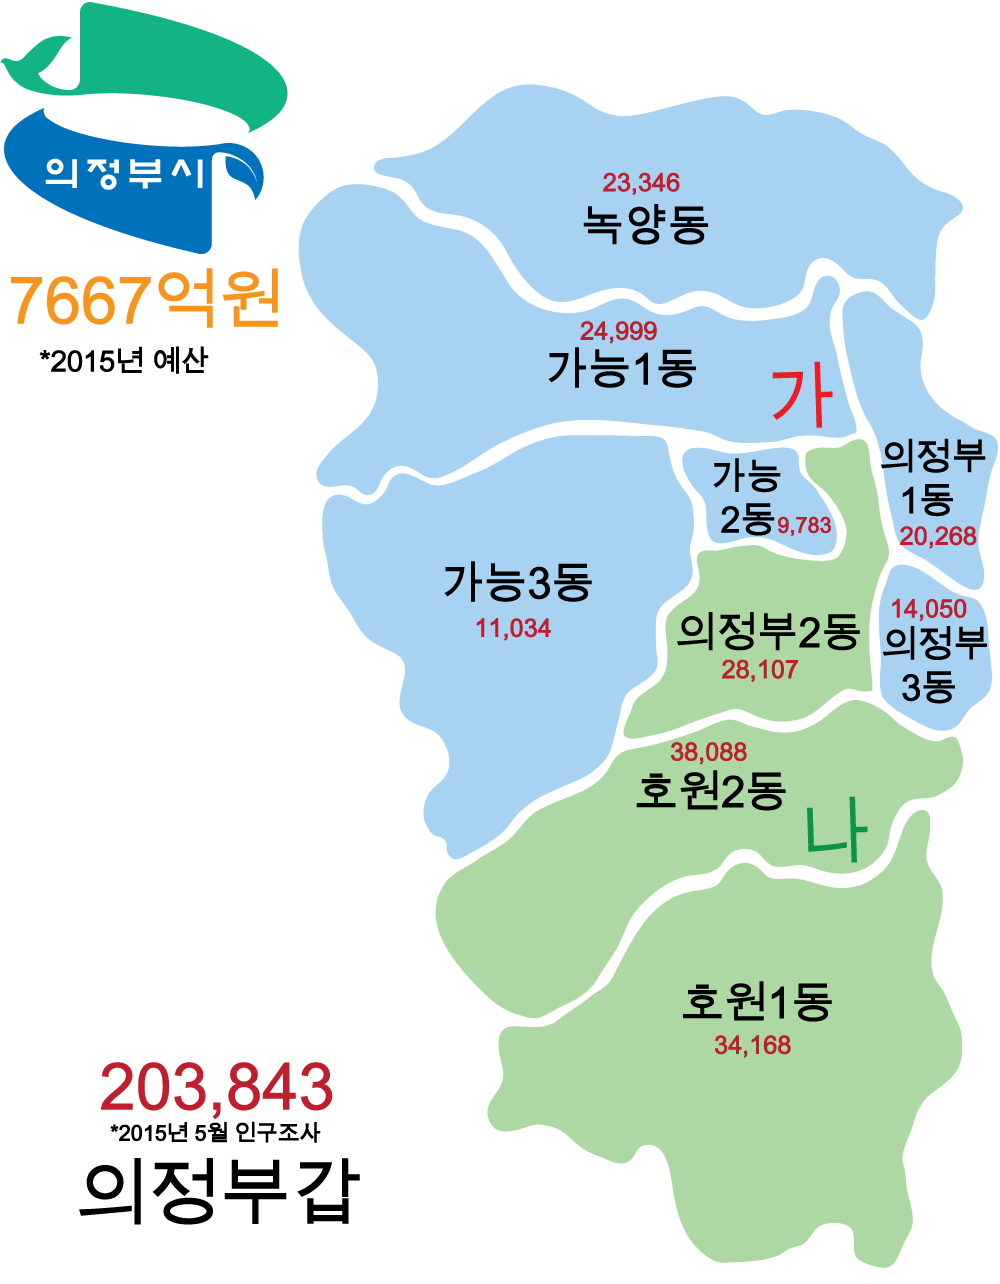 의정부시
7667억원
*2015년 예산
23,346
녹양동
24,999
가능1동
가
의정부
1동
20,268
가능
2동 9,783
가능3동
11,034
의정부2동
28,107
14,050
의정부
3동
38,088
호원2동
나
호원1동
34,168
203,843
*2015년 5월 인구조사
의정부갑